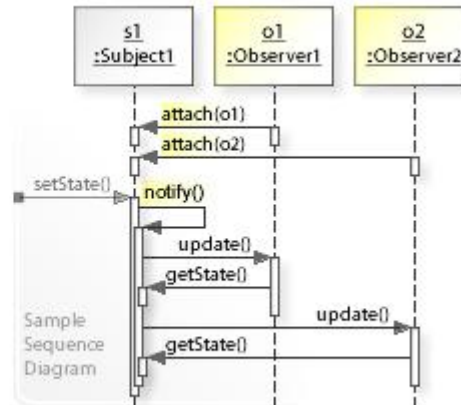 s1
:Subject1
o1
:Observer1
o2
:Observer2
attach(o1)
attach(o2)
setState()
notify()
update()
getState()
update()
getState()
Sample
Sequence
Diagram